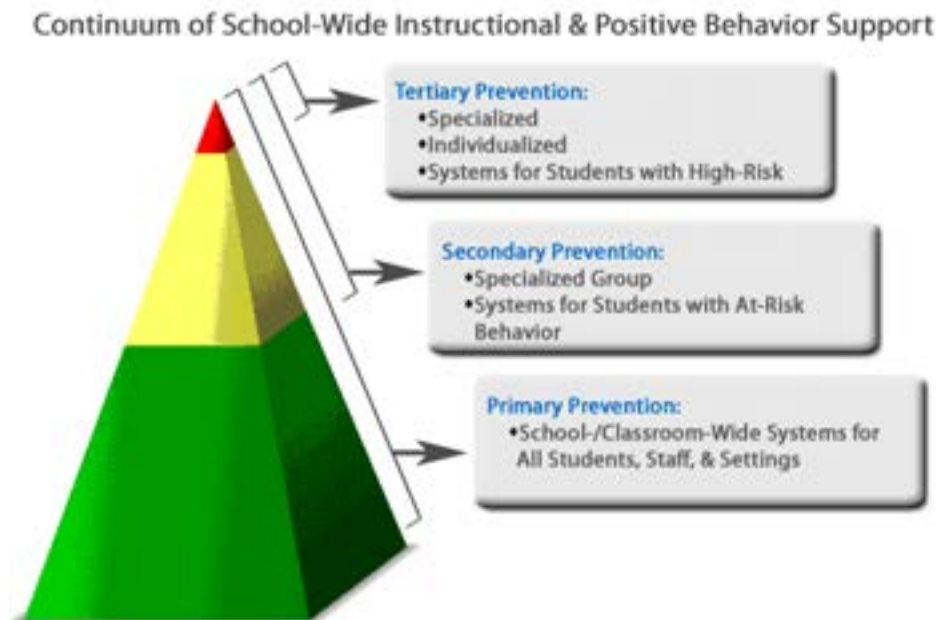 Continuum of School-Wide Instructional & Positive Behavior Support
Tertiary Prevention:
•Specialized
•Individualized
•Systems for Students with High-Risk
Secondary Prevention:
•Specialized Group
•Systems for Students with At-Risk
Behavior
Primary Prevention:
•School-/Classroom-Wide Systems for
All Students, Staff, & Settings